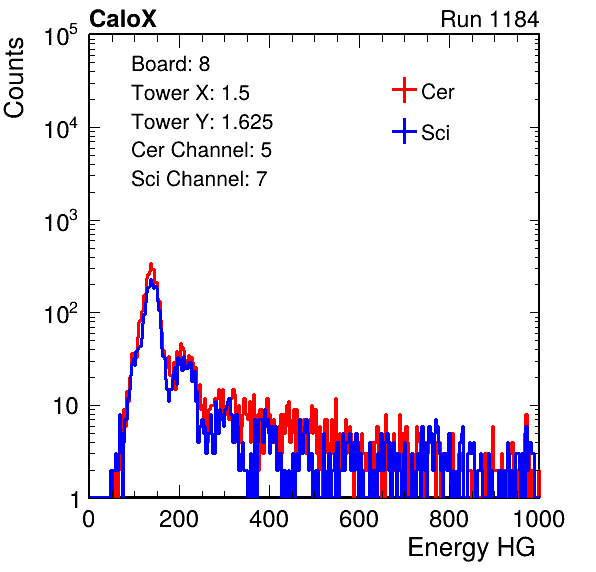 CaloX Run 1184
Counts
Board: 8
Tower X: 1.5
Tower Y: 1.625
Cer Channel: 5
Sci Channel: 7
Cer
Sci
10^5
10^4
10^3
10^2
10
1
0 200 400 600 800 1000
Energy HG